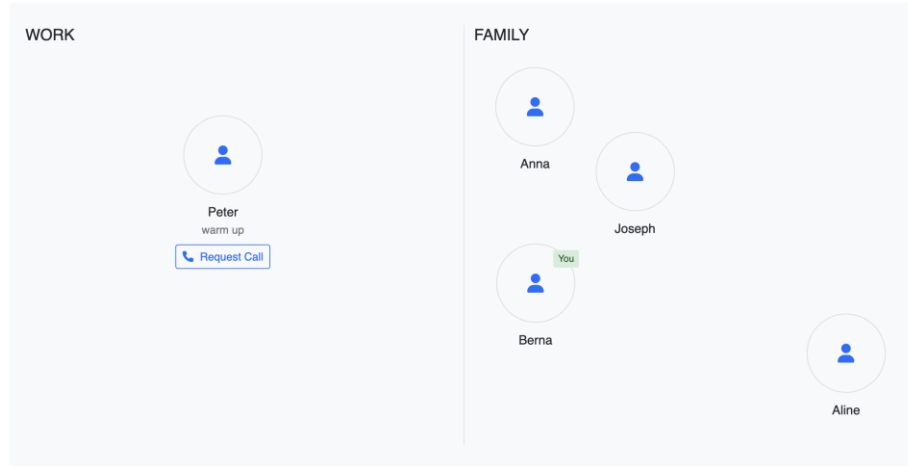 WORK
Peter
warm up
Request Call
FAMILY
Anna
Joseph
You
Berna
Aline